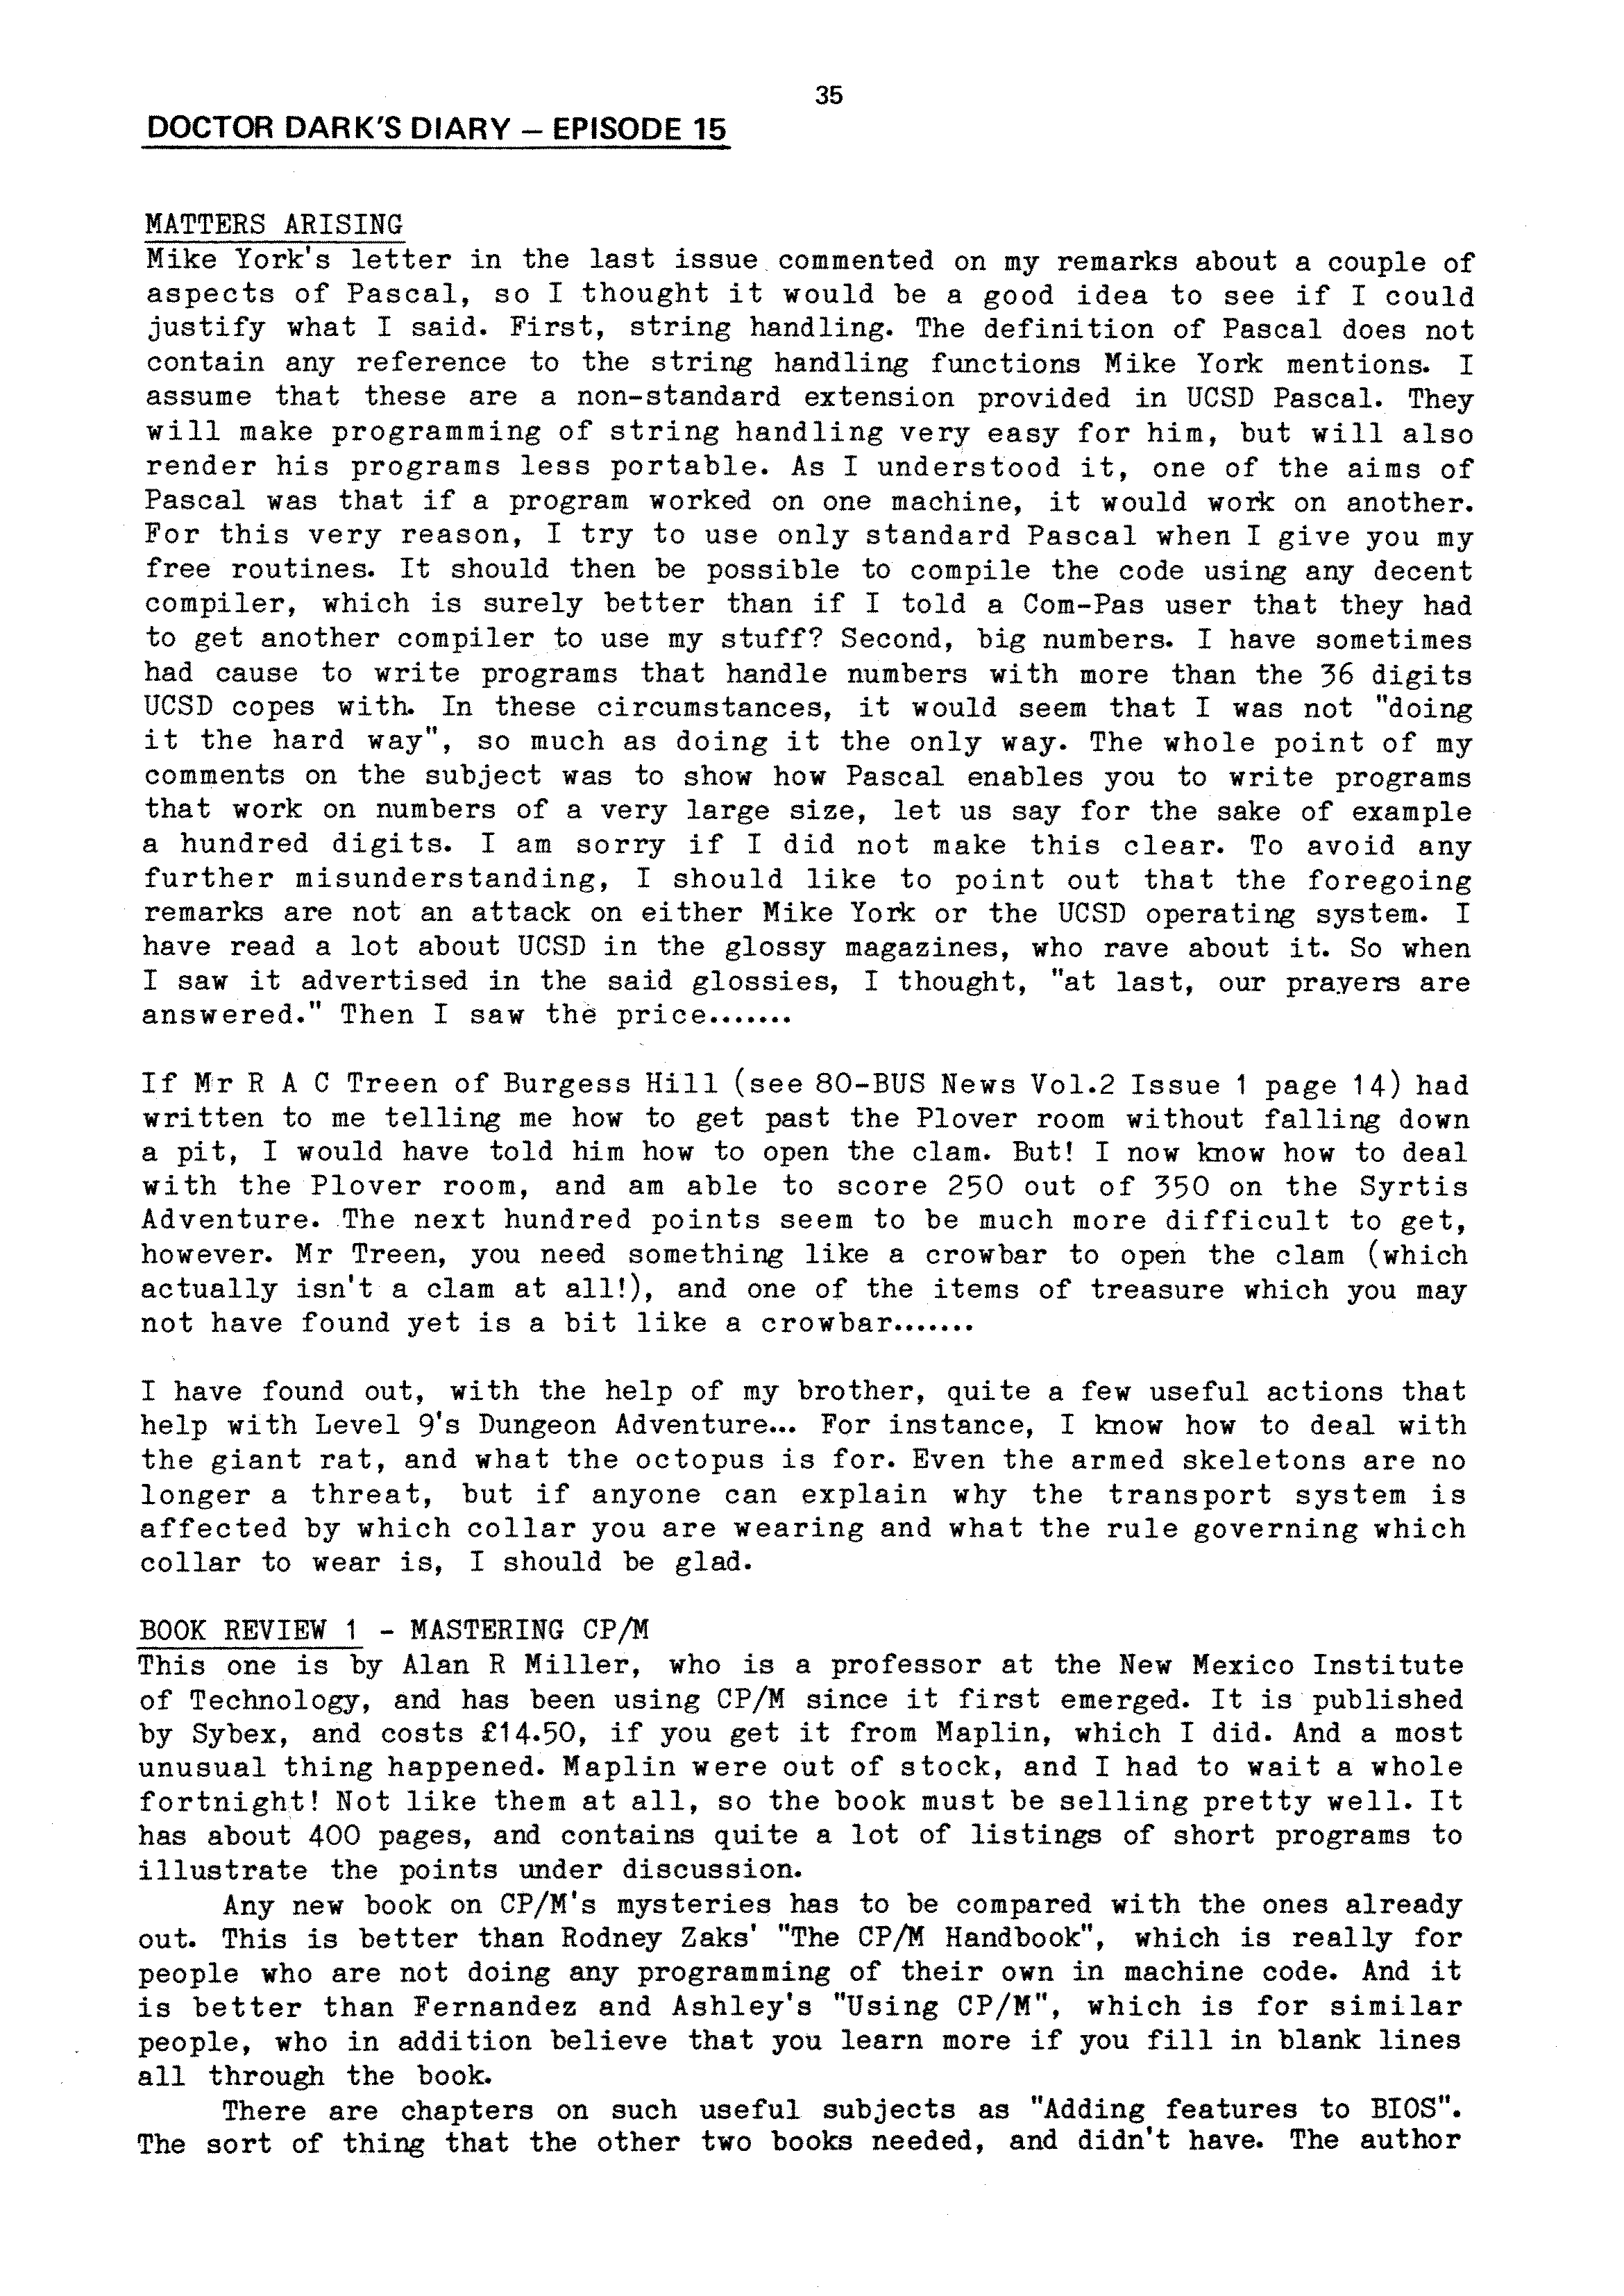 35
DOCTOR DARK'S DIARY – EPISODE 15
MATTERS ARISING
Mike York's letter in the last issue commented on my remarks about a couple of
aspects of Pascal, so I thought it would be a good idea to see if I could
justify what I said. First, string handling. The definition of Pascal does not
contain any reference to the string handling functions Mike York mentions. I
assume that these are a non-standard extension provided in UCSD Pascal. They
will make programming of string handling very easy for him, but will also
render his programs less portable. As I understood it, one of the aims of
Pascal was that if a program worked on one machine, it would work on another.
For this very reason, I try to use only standard Pascal when I give you my
free routines. It should then be possible to compile the code using any decent
compiler, which is surely better than if I told a Com-Pas user that they had
to get another compiler to use my stuff? Second, big numbers. I have sometimes
had cause to write programs that handle numbers with more than the 36 digits
UCSD copes with. In these circumstances, it would seem that I was not "doing
it the hard way", so much as doing it the only way. The whole point of my
comments on the subject was to show how Pascal enables you to write programs
that work on numbers of a very large size, let us say for the sake of example
a hundred digits. I am sorry if I did not make this clear. To avoid any
further misunderstanding, I should like to point out that the foregoing
remarks are not an attack on either Mike York or the UCSD operating system. I
have read a lot about UCSD in the glossy magazines, who rave about it. So when
I saw it advertised in the said glossies, I thought, "at last, our prayers are
answered." Then I saw the price.......
If Mr R A C Treen of Burgess Hill (see 80-BUS News Vol.2 Issue 1 page 14) had
written to me telling me how to get past the Plover room without falling down
a pit, I would have told him how to open the clam. But! I now know how to deal
with the Plover room, and am able to score 250 out of 350 on the Syrtis
Adventure. The next hundred points seem to be much more difficult to get,
however. Mr Treen, you need something like a crowbar to open the clam (which
actually isn't a clam at all!), and one of the items of treasure which you may
not have found yet is a bit like a crowbar.......
I have found out, with the help of my brother, quite a few useful actions that
help with Level 9's Dungeon Adventure... For instance, I know how to deal with
the giant rat, and what the octopus is for. Even the armed skeletons are no
longer a threat, but if anyone can explain why the transport system is
affected by which collar you are wearing and what the rule governing which
collar to wear is, I should be glad.
BOOK REVIEW 1 - MASTERING CP/M
This one is by Alan R Miller, who is a professor at the New Mexico Institute
of Technology, and has been using CP/M since it first emerged. It is published
by Sybex, and costs £14.50, if you get it from Maplin, which I did. And a most
unusual thing happened. Maplin were out of stock, and I had to wait a whole
fortnight! Not like them at all, so the book must be selling pretty well. It
has about 400 pages, and contains quite a lot of listings of short programs to
illustrate the points under discussion.
Any new book on CP/M's mysteries has to be compared with the ones already
out. This is better than Rodney Zaks' "The CP/M Handbook", which is really for
people who are not doing any programming of their own in machine code. And it
is better than Fernandez and Ashley's "Using CP/M", which is for similar
people, who in addition believe that you learn more if you fill in blank lines
all through the book.
There are chapters on such useful subjects as "Adding features to BIOS".
The sort of thing that the other two books needed, and didn't have. The author